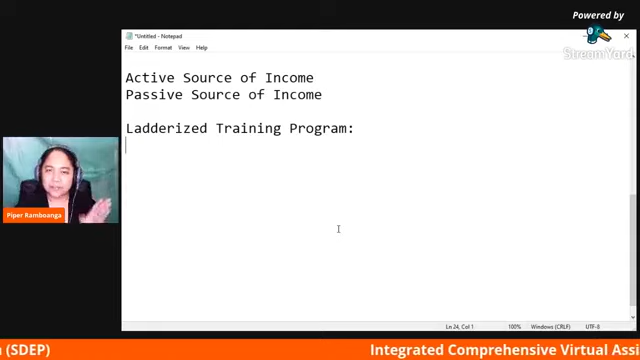 Powered by
StreamYard
*Untitled - Notepad
File Edit Format View Help
Active Source of Income
Passive Source of Income
Ladderized Training Program:
Piper Ramboanga
Ln 24, Col 1 100% Windows (CRLF) UTF-8
(SDEP) Integrated Comprehensive Virtual Assi